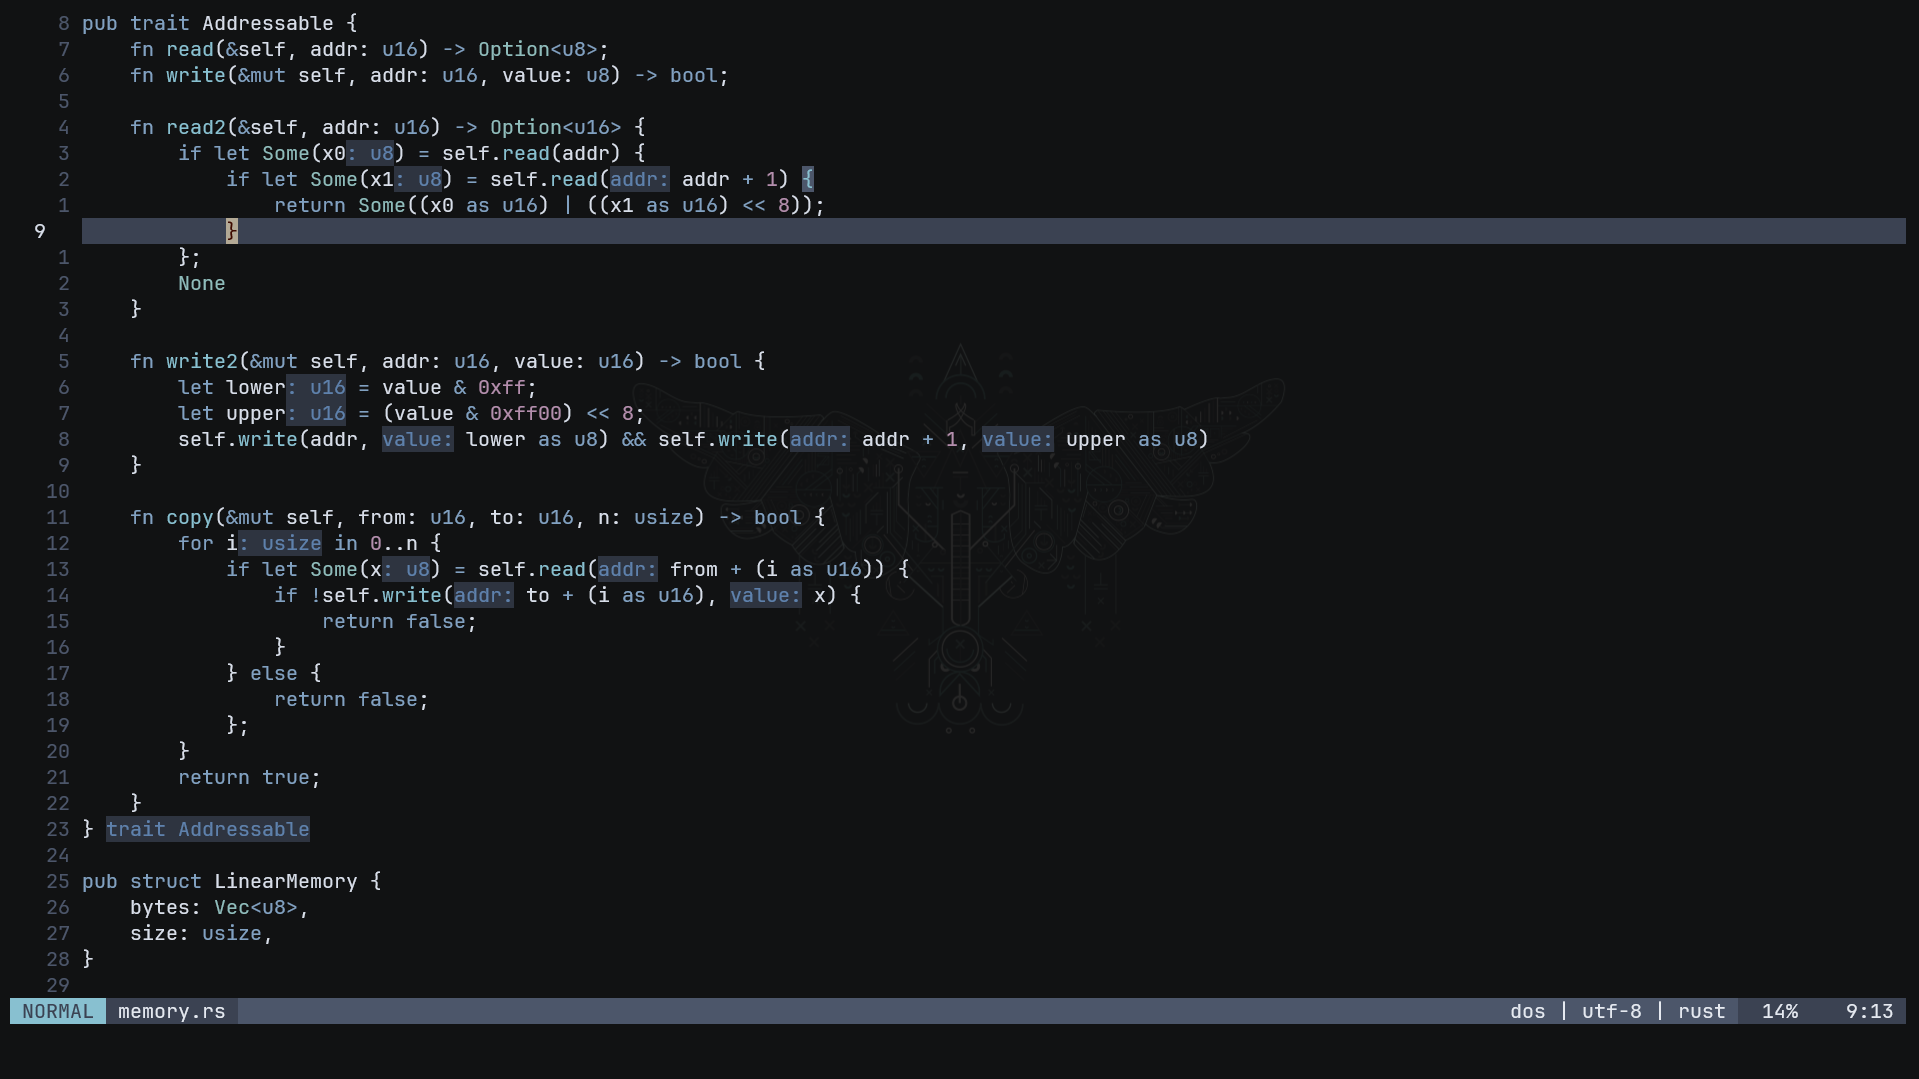 8 pub trait Addressable {
7     fn read(&self, addr: u16) -> Option<u8>;
6     fn write(&mut self, addr: u16, value: u8) -> bool;
5
4     fn read2(&self, addr: u16) -> Option<u16> {
3         if let Some(x0: u8) = self.read(addr) {
2             if let Some(x1: u8) = self.read(addr: addr + 1) {
1                 return Some((x0 as u16) | ((x1 as u16) << 8));
9             }
1         };
2         None
3     }
4
5     fn write2(&mut self, addr: u16, value: u16) -> bool {
6         let lower: u16 = value & 0xff;
7         let upper: u16 = (value & 0xff00) << 8;
8         self.write(addr, value: lower as u8) && self.write(addr: addr + 1, value: upper as u8)
9     }
10
11     fn copy(&mut self, from: u16, to: u16, n: usize) -> bool {
12         for i: usize in 0..n {
13             if let Some(x: u8) = self.read(addr: from + (i as u16)) {
14                 if !self.write(addr: to + (i as u16), value: x) {
15                     return false;
16                 }
17             } else {
18                 return false;
19             };
20         }
21         return true;
22     }
23 } trait Addressable
24
25 pub struct LinearMemory {
26     bytes: Vec<u8>,
27     size: usize,
28 }
29
NORMAL memory.rs dos | utf-8 | rust 14% 9:13